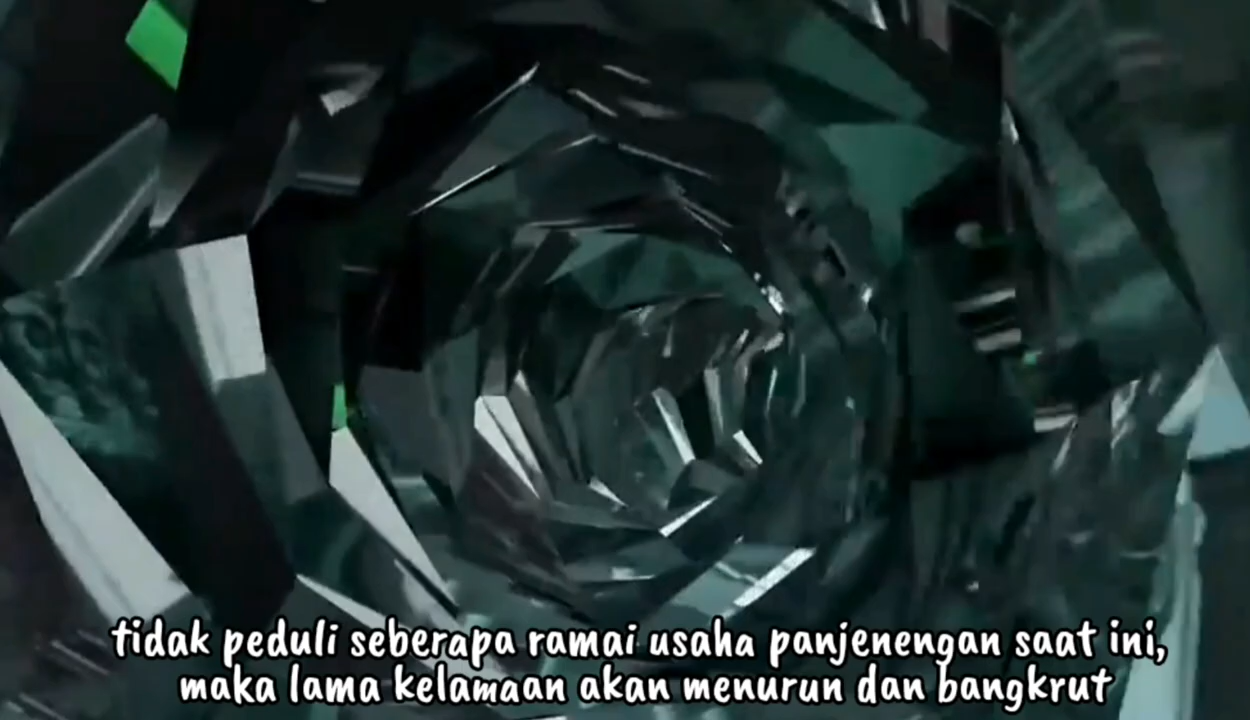 tidak peduli seberapa ramai usaha panjenengan saat ini,
maka lama kelamaan akan menurun dan bangkrut